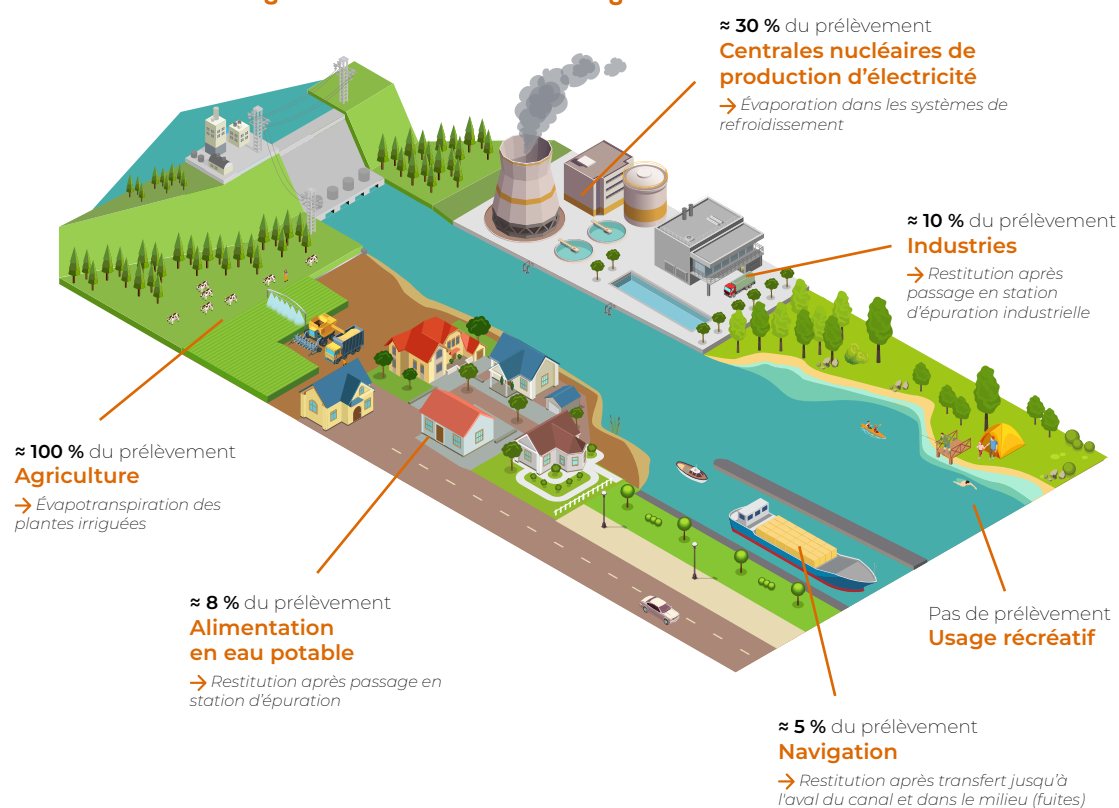 ≈ 30 % du prélèvement
Centrales nucléaires de
production d'électricité
→ Évaporation dans les systèmes de
refroidissement
≈ 10 % du prélèvement
Industries
→ Restitution après
passage en station
d'épuration industrielle
≈ 100 % du prélèvement
Agriculture
→ Évapotranspiration des
plantes irriguées
≈ 8 % du prélèvement
Alimentation
en eau potable
→ Restitution après passage en
station d'épuration
Pas de prélèvement
Usage récréatif
≈ 5 % du prélèvement
Navigation
→ Restitution après transfert jusqu'à
l'aval du canal et dans le milieu (fuites)